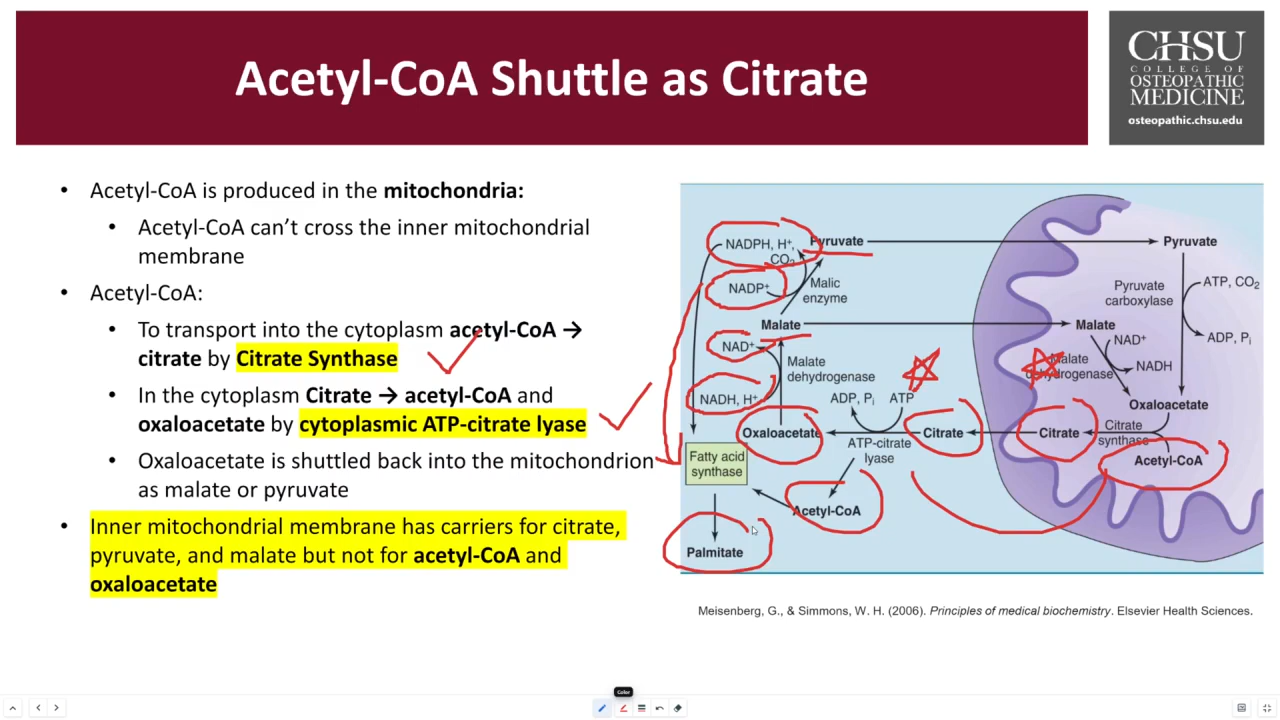 Acetyl-CoA Shuttle as Citrate
CHSU
COLLEGE OF
OSTEOPATHIC
MEDICINE
osteopathic.chsu.edu
• Acetyl-CoA is produced in the mitochondria:
• Acetyl-CoA can’t cross the inner mitochondrial
membrane
• Acetyl-CoA:
• To transport into the cytoplasm acetyl-CoA →
citrate by Citrate Synthase
• In the cytoplasm Citrate → acetyl-CoA and
oxaloacetate by cytoplasmic ATP-citrate lyase
• Oxaloacetate is shuttled back into the mitochondrion
as malate or pyruvate
• Inner mitochondrial membrane has carriers for citrate,
pyruvate, and malate but not for acetyl-CoA and
oxaloacetate
NADPH, H⁺,
CO₂
Pyruvate
Pyruvate
NADP⁺
Malic
enzyme
Pyruvate
carboxylase
ATP, CO₂
ADP, Pᵢ
Malate
Malate
NAD⁺
Malate
dehydrogenase
NADH, H⁺
ADP, Pᵢ
ATP
Malate
dehydrogenase
NAD⁺
NADH
Oxaloacetate
Oxaloacetate
ATP-citrate
lyase
Citrate
Citrate
Citrate
synthase
Acetyl-CoA
Fatty acid
synthase
Acetyl-CoA
Palmitate
Meisenberg, G., & Simmons, W. H. (2006). Principles of medical biochemistry. Elsevier Health Sciences.
Color